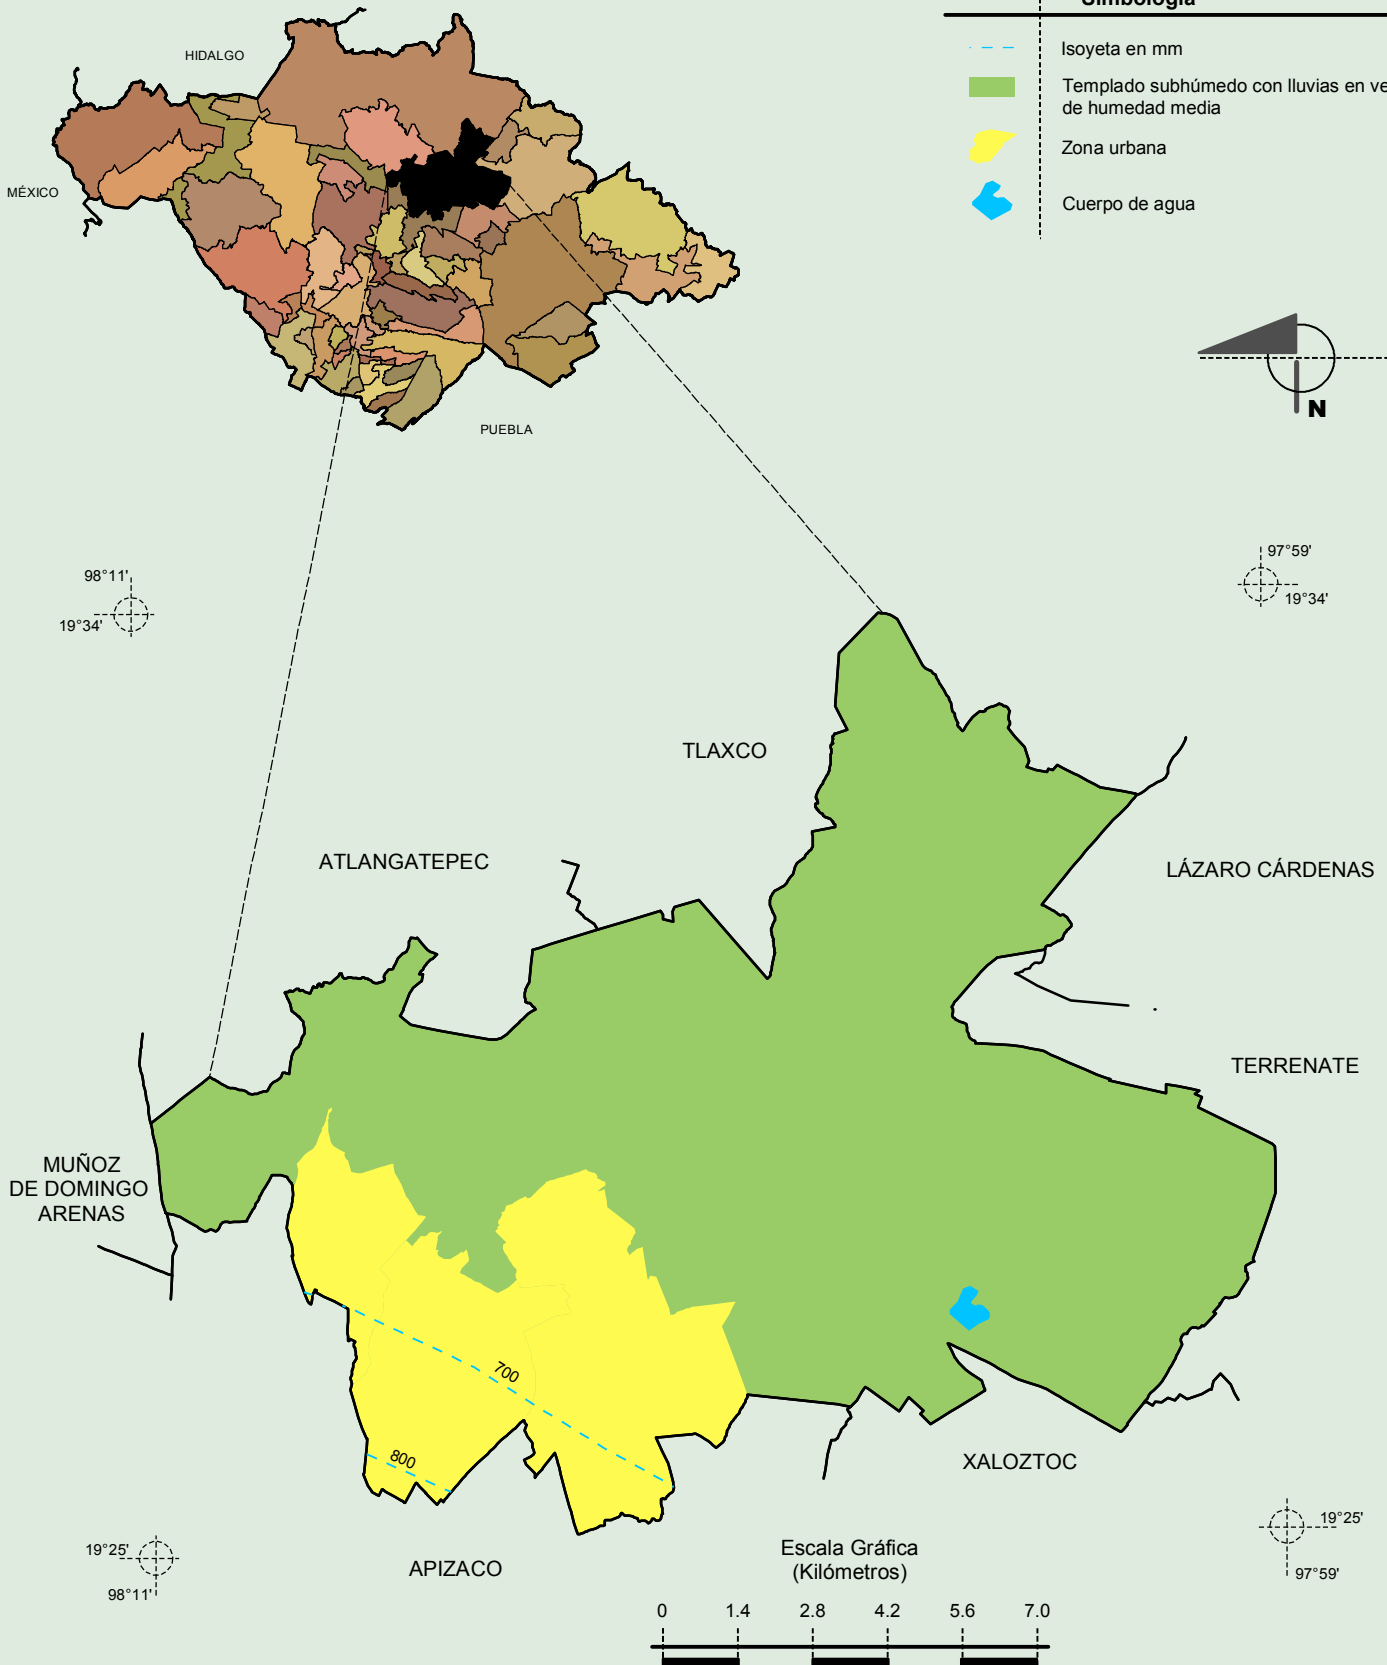 Simbología
HIDALGO
Isoyeta en mm
Templado subhúmedo con lluvias en
de humedad media
Zona urbana
MÉXICO
Cuerpo de agua
N
PUEBLA
97°59'
19°34'
98°11'
19°34'
TLAXCO
ATLANGATEPEC
LÁZARO CÁRDENAS
TERRENATE
MUÑOZ
DE DOMINGO
ARENAS
700
800
XALOZTOC
19°25'
97°59'
19°25'
98°11'
APIZACO
Escala Gráfica
(Kilómetros)
0 1.4 2.8 4.2 5.6 7.0